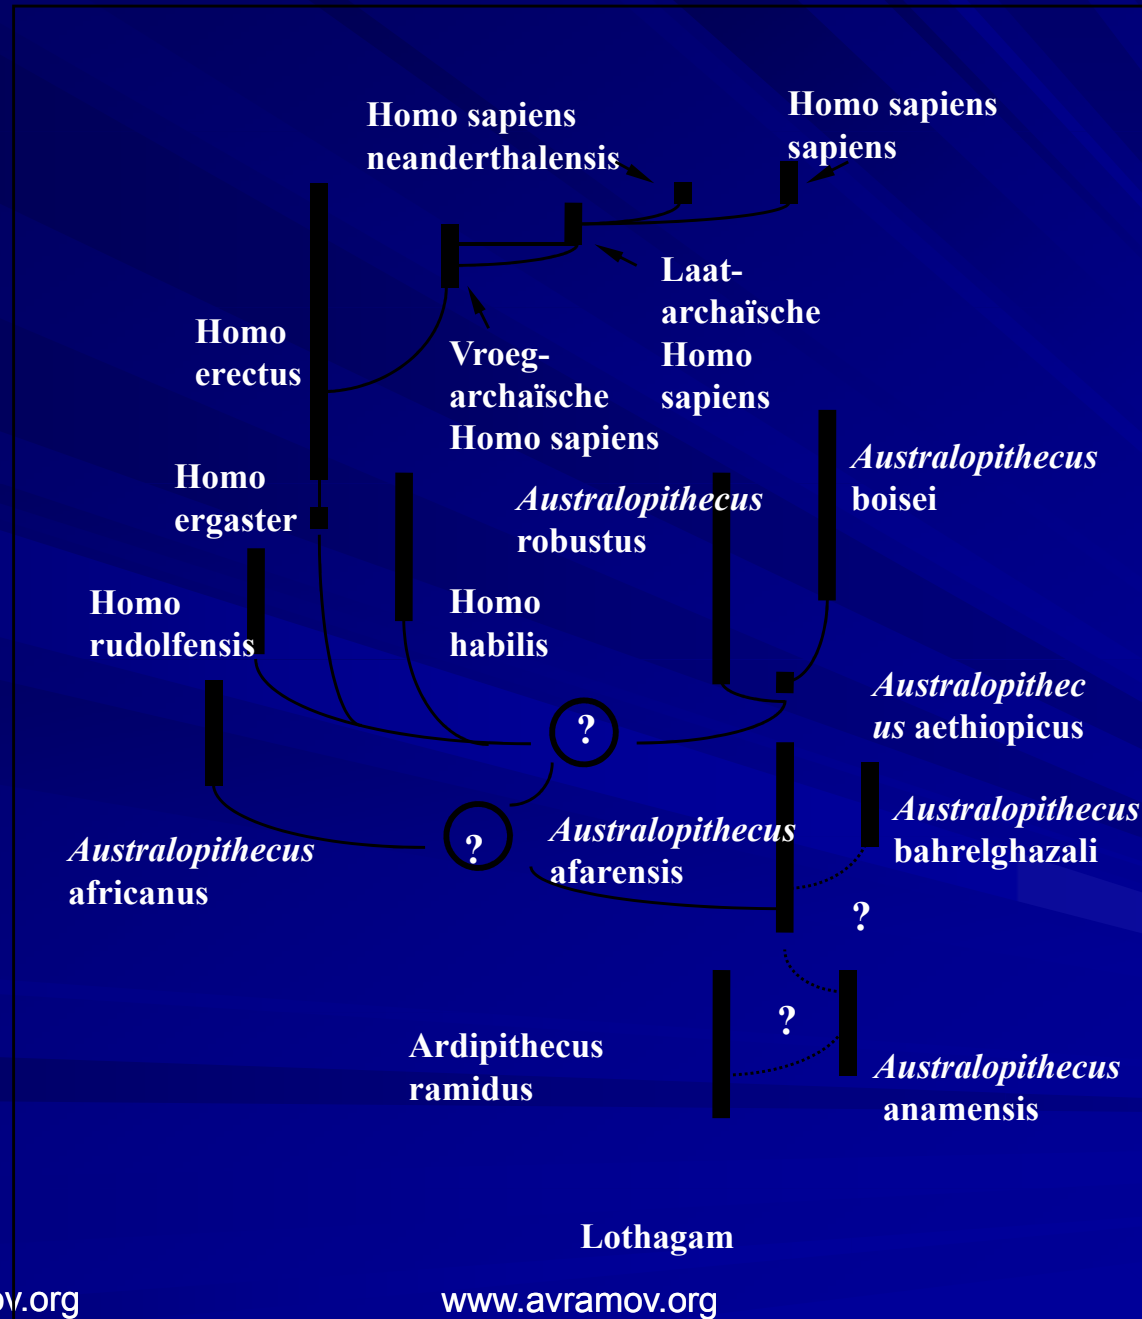 Homo sapiens
neanderthalensis
Homo sapiens
sapiens
Laat-
archaïsche
Homo
sapiens
Homo
erectus
Vroeg-
archaïsche
Homo sapiens
Australopithecus
boisei
Homo
ergaster
Australopithecus
robustus
Homo
rudolfensis
Homo
habilis
Australopithec
us aethiopicus
?
Australopithecus
bahrelghazali
Australopithecus
africanus
?
Australopithecus
afarensis
?
?
Ardipithecus
ramidus
Australopithecus
anamensis
Lothagam
ov.org
www.avramov.org